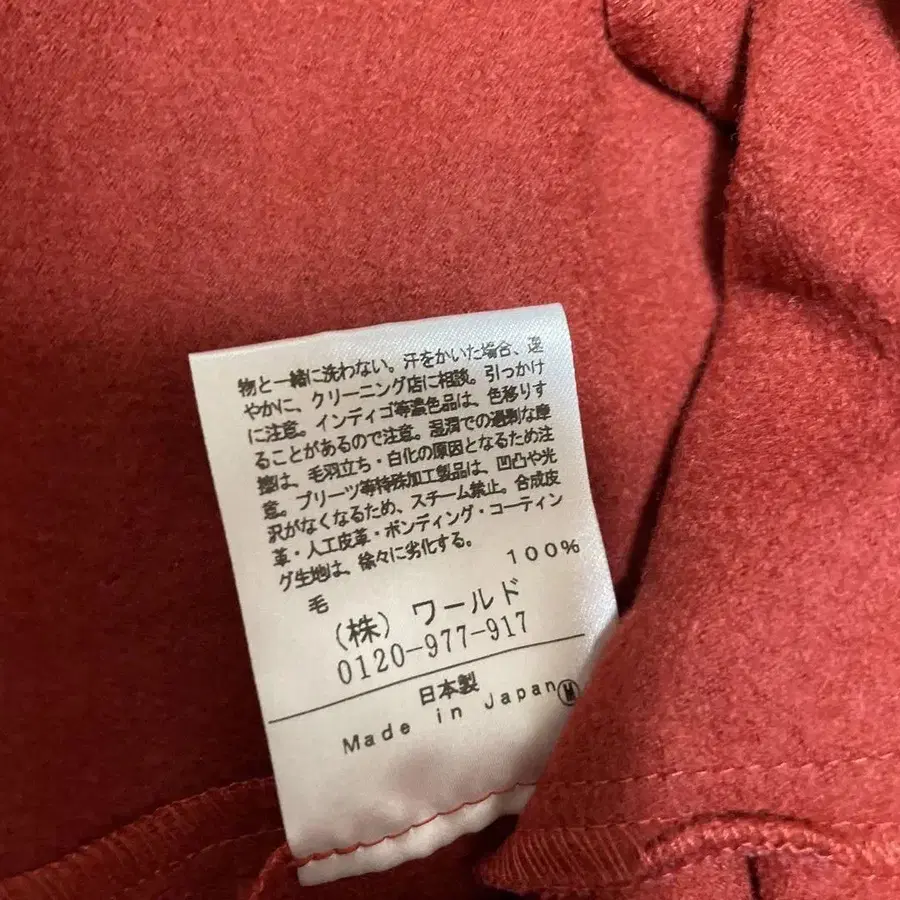 物と一緒に洗わない。汗をかいた場合、速
やかに、クリーニング店に相談。引っかけ
に注意。インディゴ等濃色品は、色移りす
ることがあるので注意。湿潤での過剰な摩
擦は、毛羽立ち・白化の原因となるため注
意。プリーツ等特殊加工製品は、凹凸や光
沢がなくなるため、スチーム禁止。合成皮
革・人工皮革・ボンディング・コーティン
グ生地は、徐々に劣化する。
毛 100%
(株) ワールド
0120-977-917
日本製
Made in Japan Ⓜ